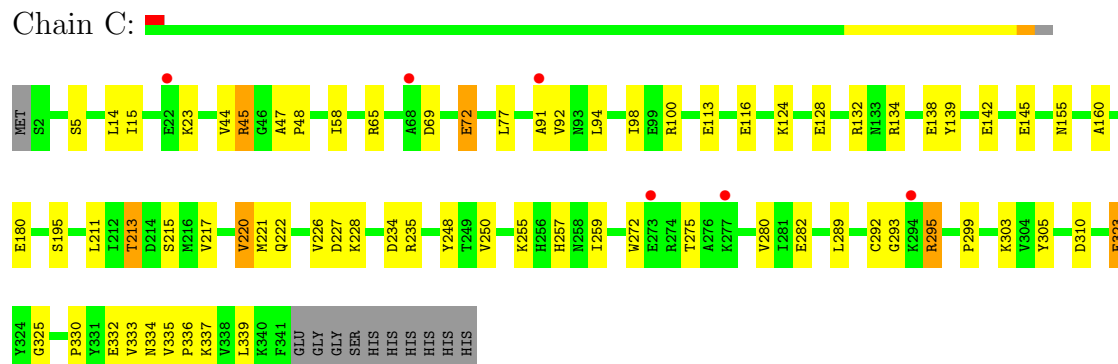 Chain C:
MET S2 S5 L14 I15 E22 K23 V44 R45 G46 A47 P48 I58 R65 A68 D69 E72 L77 A91 V92 N93 L94 I98 E99 R100 E113 E116 K124 E128 R132 N133 R134 E138 Y139 E142 E145 N155 A160
E180 S195 L211 I212 T213 D214 S215 M216 V217 V220 M221 Q222 V226 D227 K228 D234 R235 Y248 T249 V250 K255 H256 H257 N258 I259 W272 E273 R274 T275 A276 K277 V280 I281 E282 L289 C292 G293 K294 R295 P299 K303 V304 Y305 D310
Y324 G325 P330 Y331 E332 V333 N334 V335 P336 K337 V338 L339 K340 F341 GLU GLY GLY SER HIS HIS HIS HIS HIS HIS